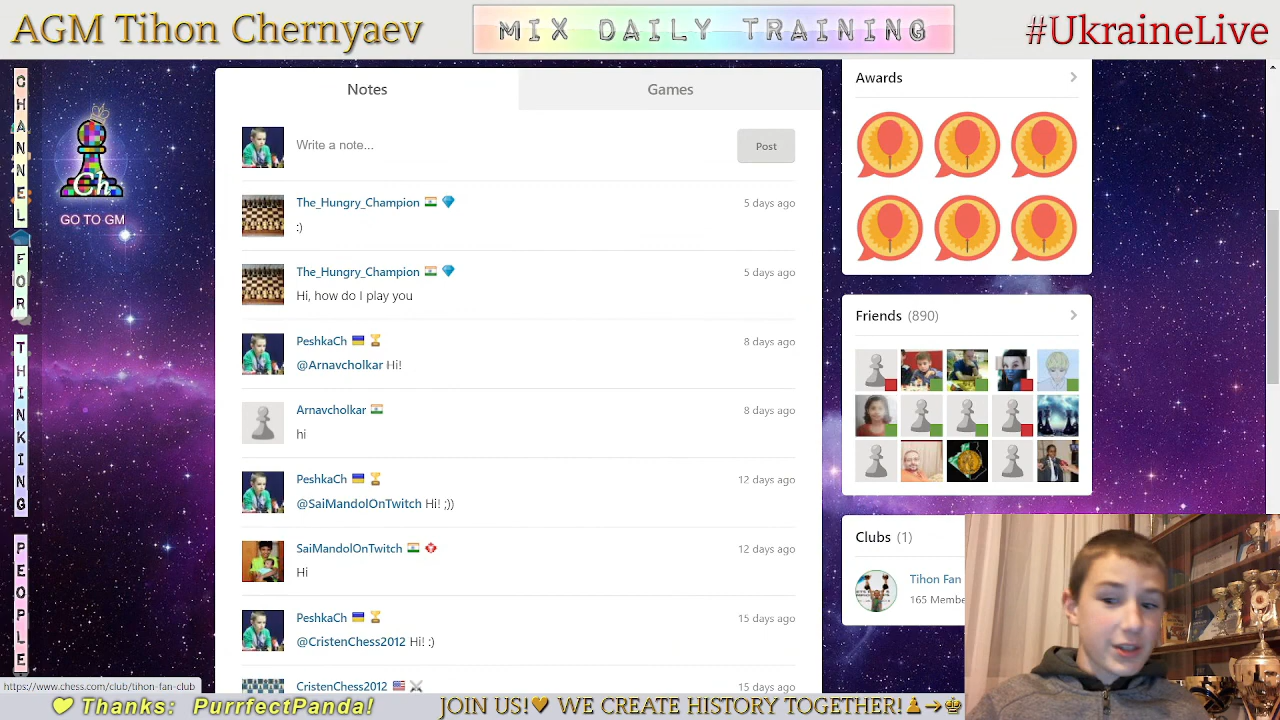 AGM Tihon Chernyaev
MIX DAILY TRAINING
#UkraineLive
CHANNEL FOR THINKING PEOPLE
Ch
GO TO GM
Notes
Games
Write a note...
Post
The_Hungry_Champion
5 days ago
:)
The_Hungry_Champion
5 days ago
Hi, how do I play you
PeshkaCh
8 days ago
@Arnavcholkar Hi!
Arnavcholkar
8 days ago
hi
PeshkaCh
12 days ago
@SaiMandolOnTwitch Hi! ;))
SaiMandolOnTwitch
12 days ago
Hi
PeshkaCh
15 days ago
@CristenChess2012 Hi! :)
CristenChess2012
15 days ago
Awards
Friends (890)
Clubs (1)
Tihon Fan
165 Membe
https://www.chess.com/club/tihon-fan-club
Thanks: PurrfectPanda!
JOIN US! WE CREATE HISTORY TOGETHER!